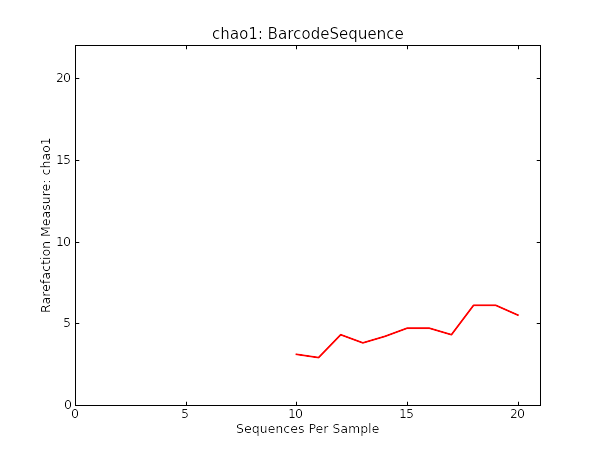 chao1: BarcodeSequence
20
15
10
5
0
Rarefaction Measure: chao1
0 5 10 15 20
Sequences Per Sample